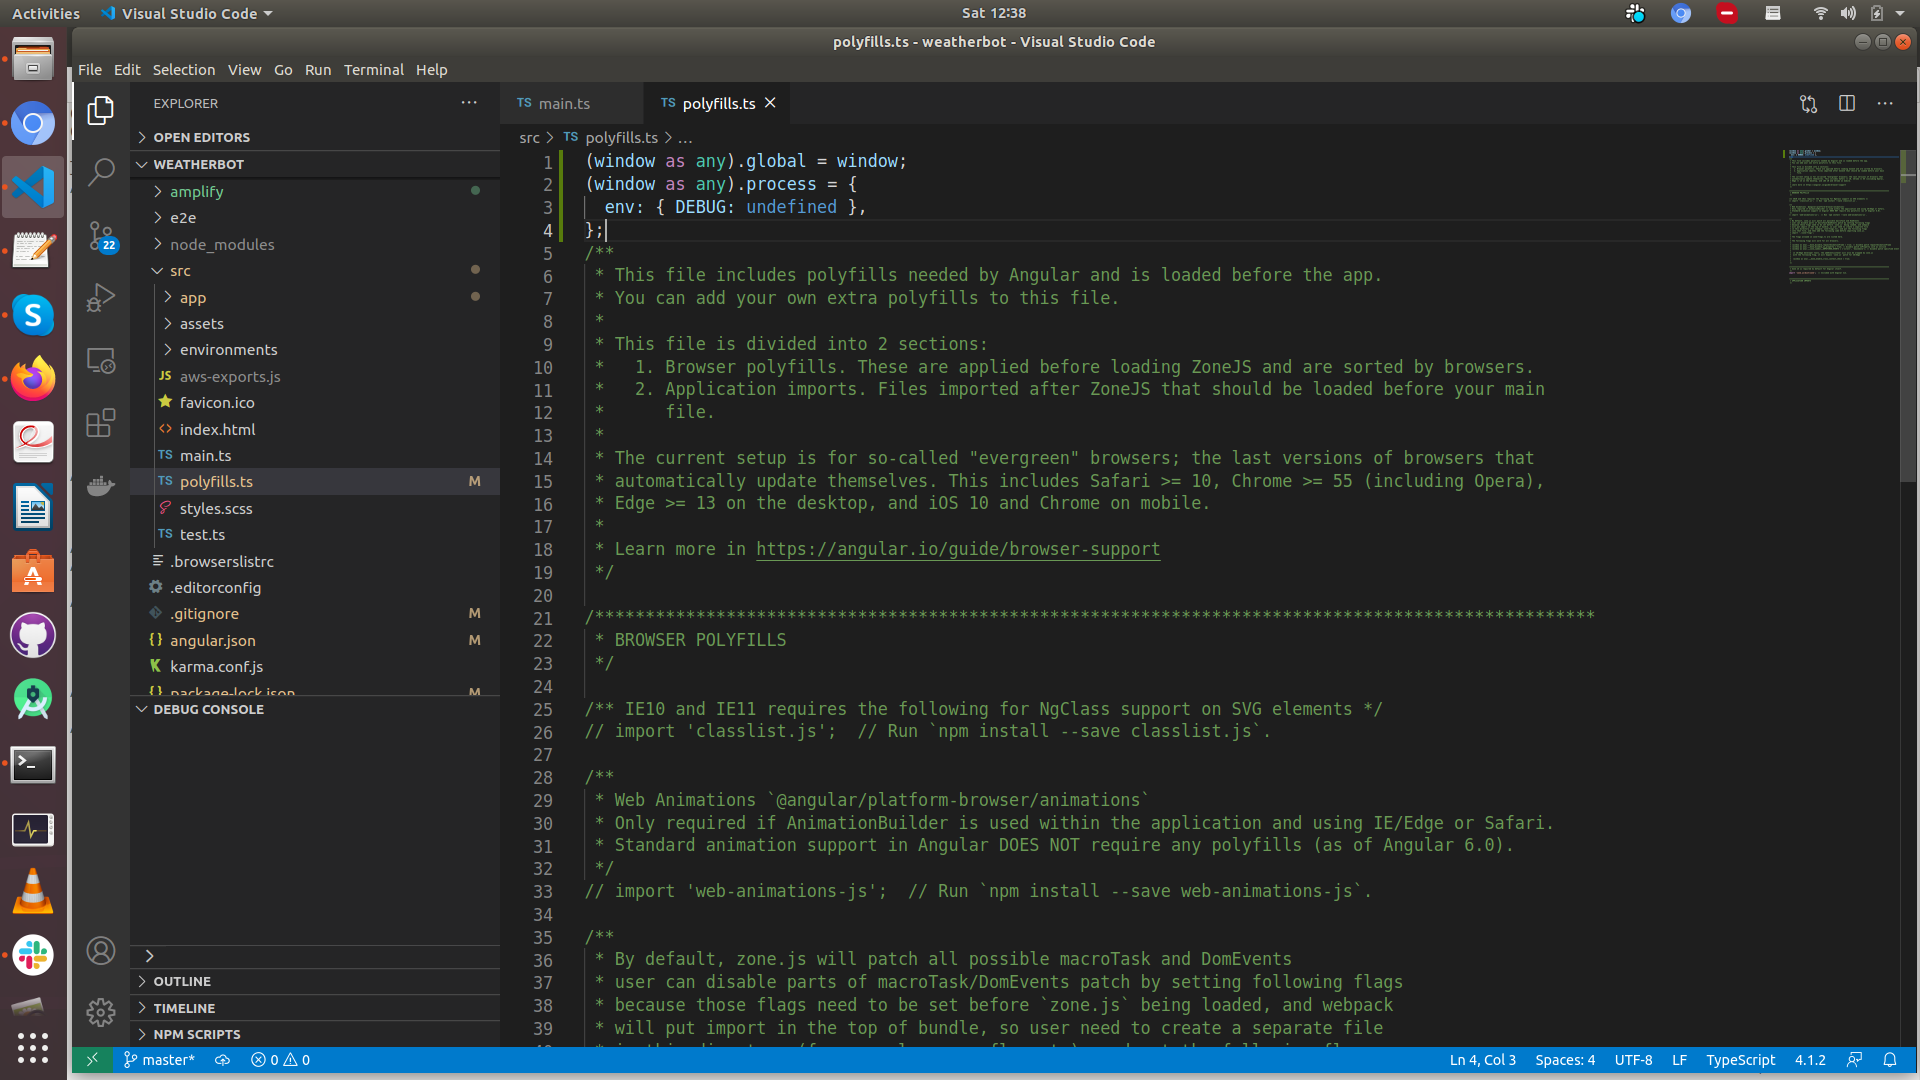 Activities
Visual Studio Code
Sat 12:38
polyfills.ts - weatherbot - Visual Studio Code
File Edit Selection View Go Run Terminal Help
EXPLORER
OPEN EDITORS
WEATHERBOT
amplify
e2e
node_modules
src
app
assets
environments
JS aws-exports.js
favicon.ico
<> index.html
TS main.ts
TS polyfills.ts M
styles.scss
TS test.ts
.browserslistrc
.editorconfig
.gitignore M
{} angular.json M
K karma.conf.js
{} package-lock.json M
DEBUG CONSOLE
OUTLINE
TIMELINE
NPM SCRIPTS
22
TS main.ts
TS polyfills.ts
src > TS polyfills.ts > ...
1 (window as any).global = window;
2 (window as any).process = {
3 env: { DEBUG: undefined },
4 };
5 /**
6 * This file includes polyfills needed by Angular and is loaded before the app.
7 * You can add your own extra polyfills to this file.
8 *
9 * This file is divided into 2 sections:
10 * 1. Browser polyfills. These are applied before loading ZoneJS and are sorted by browsers.
11 * 2. Application imports. Files imported after ZoneJS that should be loaded before your main
12 * file.
13 *
14 * The current setup is for so-called "evergreen" browsers; the last versions of browsers that
15 * automatically update themselves. This includes Safari >= 10, Chrome >= 55 (including Opera),
16 * Edge >= 13 on the desktop, and iOS 10 and Chrome on mobile.
17 *
18 * Learn more in https://angular.io/guide/browser-support
19 */
20
21 /***************************************************************************************************
22 * BROWSER POLYFILLS
23 */
24
25 /** IE10 and IE11 requires the following for NgClass support on SVG elements */
26 // import 'classlist.js';  // Run `npm install --save classlist.js`.
27
28 /**
29 * Web Animations `@angular/platform-browser/animations`
30 * Only required if AnimationBuilder is used within the application and using IE/Edge or Safari.
31 * Standard animation support in Angular DOES NOT require any polyfills (as of Angular 6.0).
32 */
33 // import 'web-animations-js';  // Run `npm install --save web-animations-js`.
34
35 /**
36 * By default, zone.js will patch all possible macroTask and DomEvents
37 * user can disable parts of macroTask/DomEvents patch by setting following flags
38 * because those flags need to be set before `zone.js` being loaded, and webpack
39 * will put import in the top of bundle, so user need to create a separate file
master* 0 0
Ln 4, Col 3 Spaces: 4 UTF-8 LF TypeScript 4.1.2